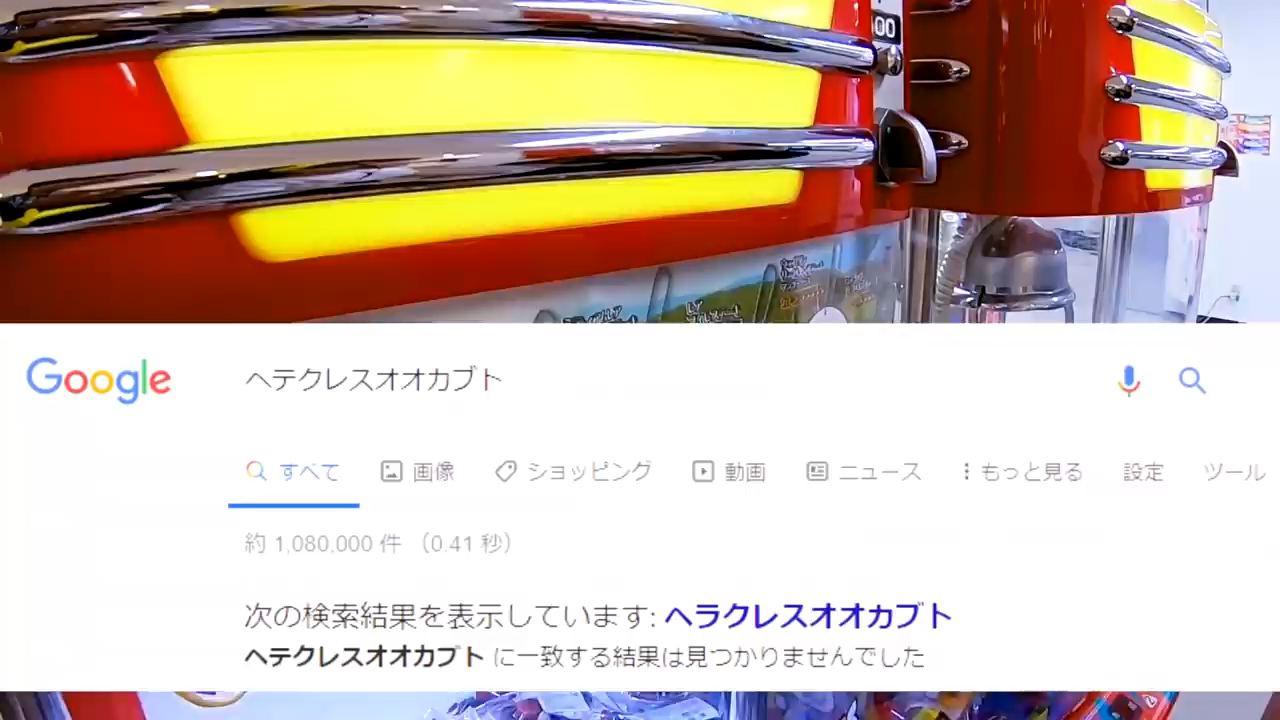 00
Google ヘテクレスオオカブト
すべて 画像 ショッピング 動画 ニュース もっと見る 設定 ツール
約 1,080,000 件 (0.41 秒)
次の検索結果を表示しています: ヘラクレスオオカブト
ヘテクレスオオカブト に一致する結果は見つかりませんでした